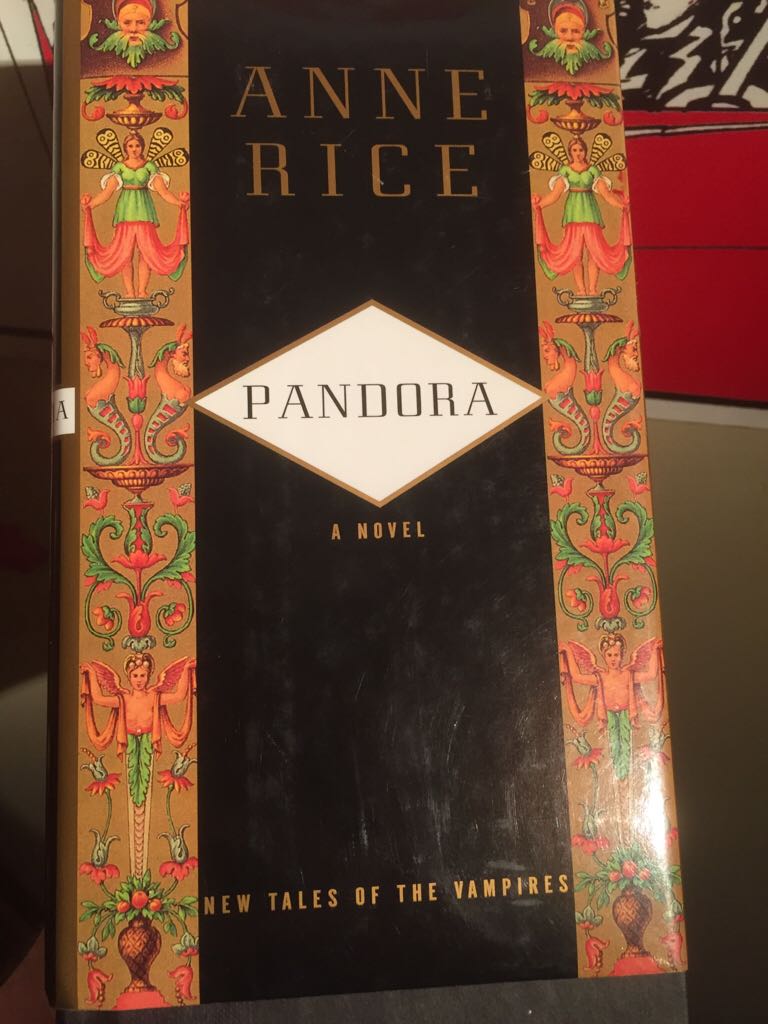 ANNE
RICE
PANDORA
A
A NOVEL
NEW TALES OF THE VAMPIRES